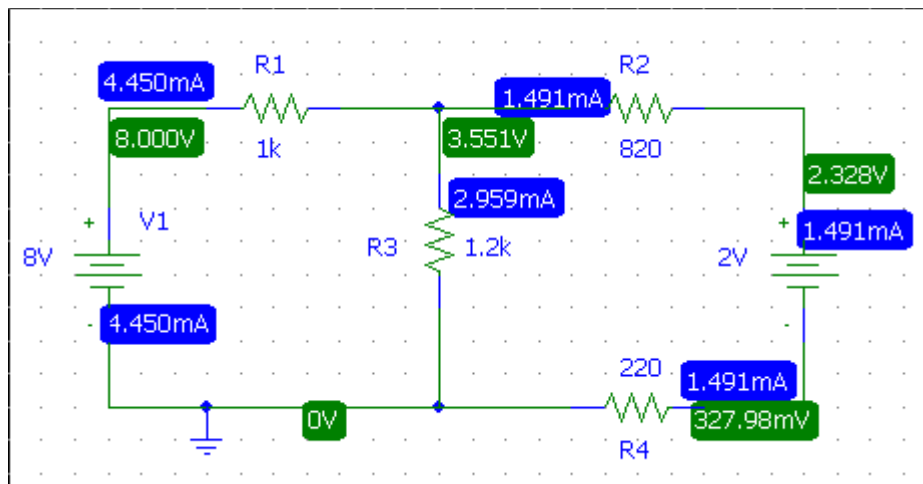 R1
R2
4.450mA
1.491mA
8.000V
1k
3.551V
820
2.328V
2.959mA
+
V1
R3
1.2k
+
1.491mA
8V
2V
-
4.450mA
-
220
1.491mA
0V
327.98mV
R4